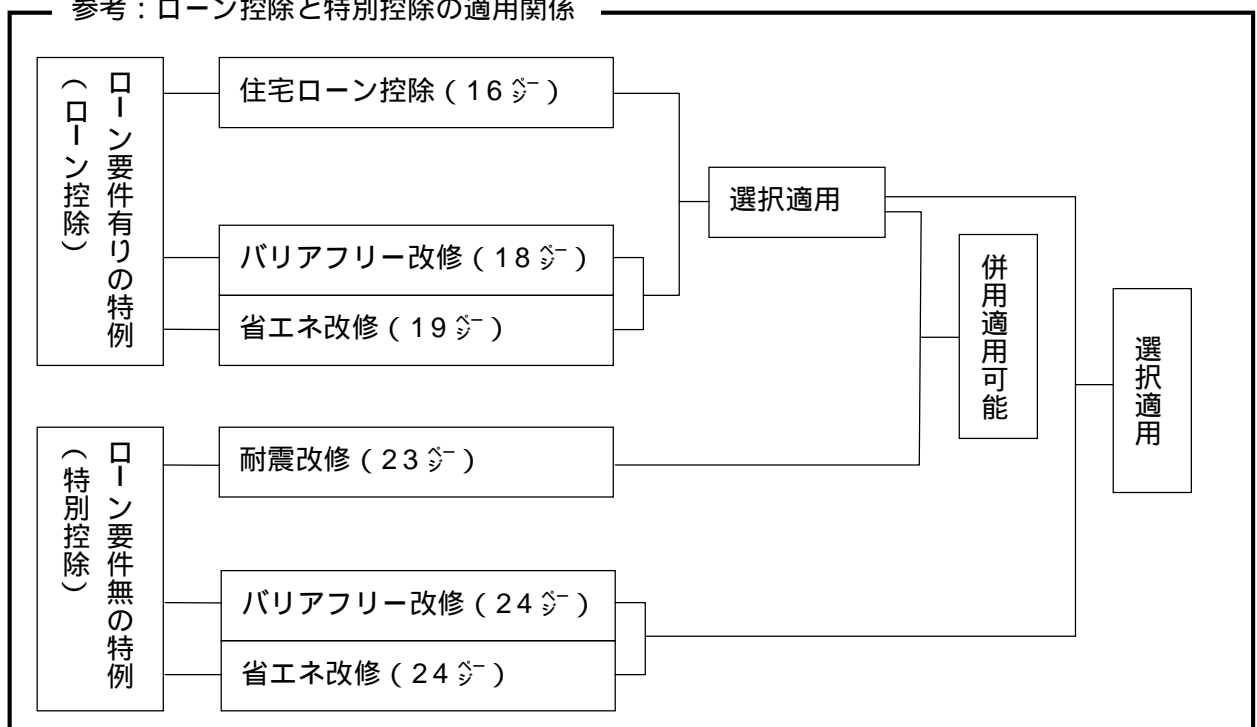 参考：ローン控除と特別控除の適用関係
ローン要件有りの特例
（ローン控除）
住宅ローン控除（16ページ）
バリアフリー改修（18ページ）
省エネ改修（19ページ）
選択適用
併用適用可能
選択適用
ローン要件無の特例
（特別控除）
耐震改修（23ページ）
バリアフリー改修（24ページ）
省エネ改修（24ページ）